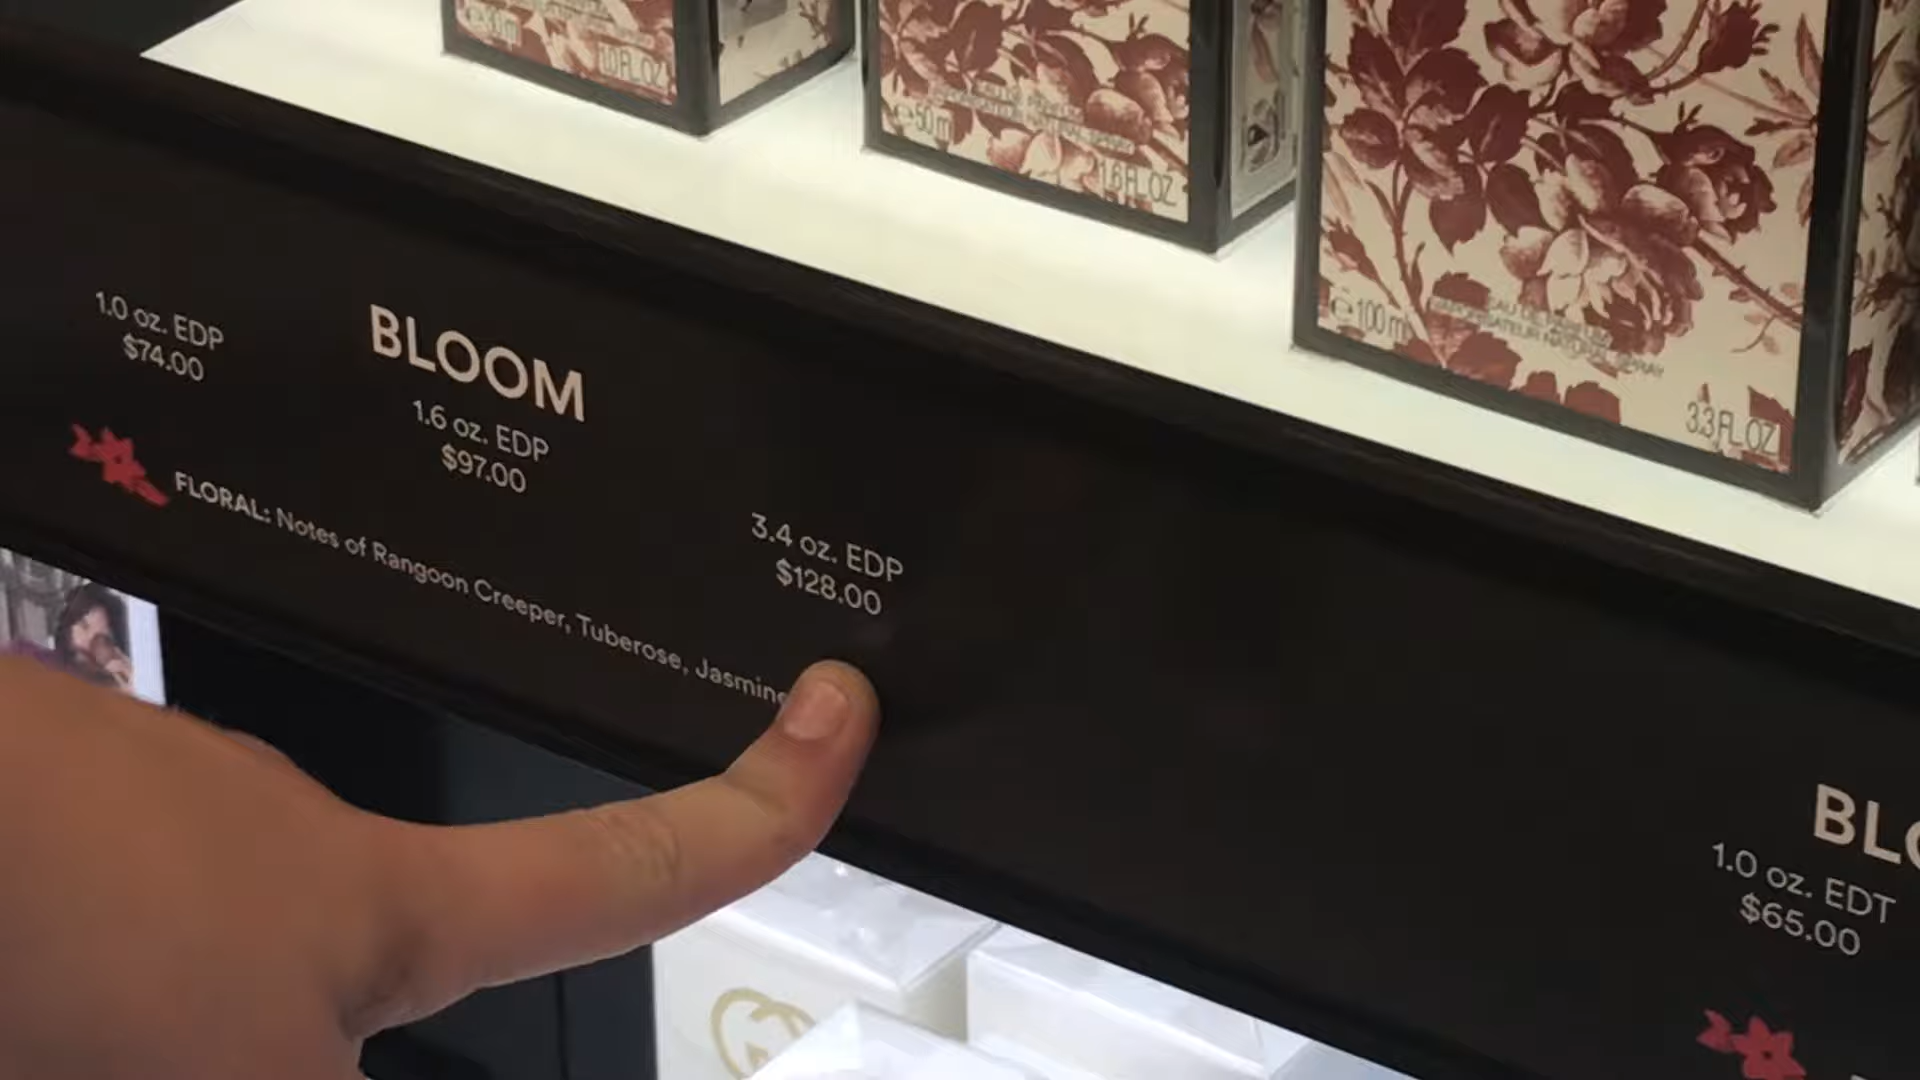 1.0 FL. OZ
50 m
1.6 FL. OZ
100 m
EAU DE PARFUM
VAPORISATEUR NATURAL SPRAY
3.3 FL. OZ
BLOOM
1.0 oz. EDP
$74.00
1.6 oz. EDP
$97.00
3.4 oz. EDP
$128.00
FLORAL: Notes of Rangoon Creeper, Tuberose, Jasmine
BLO
1.0 oz. EDT
$65.00